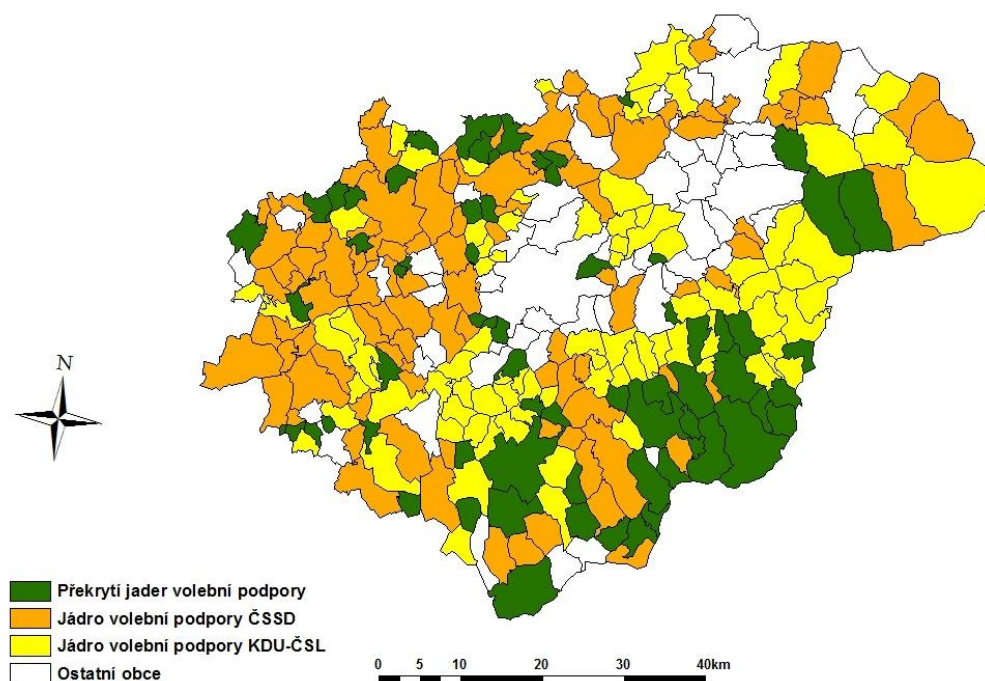 N
Překrytí jader volební podpory
Jádro volební podpory ČSSD
Jádro volební podpory KDU-ČSL
Ostatní obce
0 5 10 20 30 40km